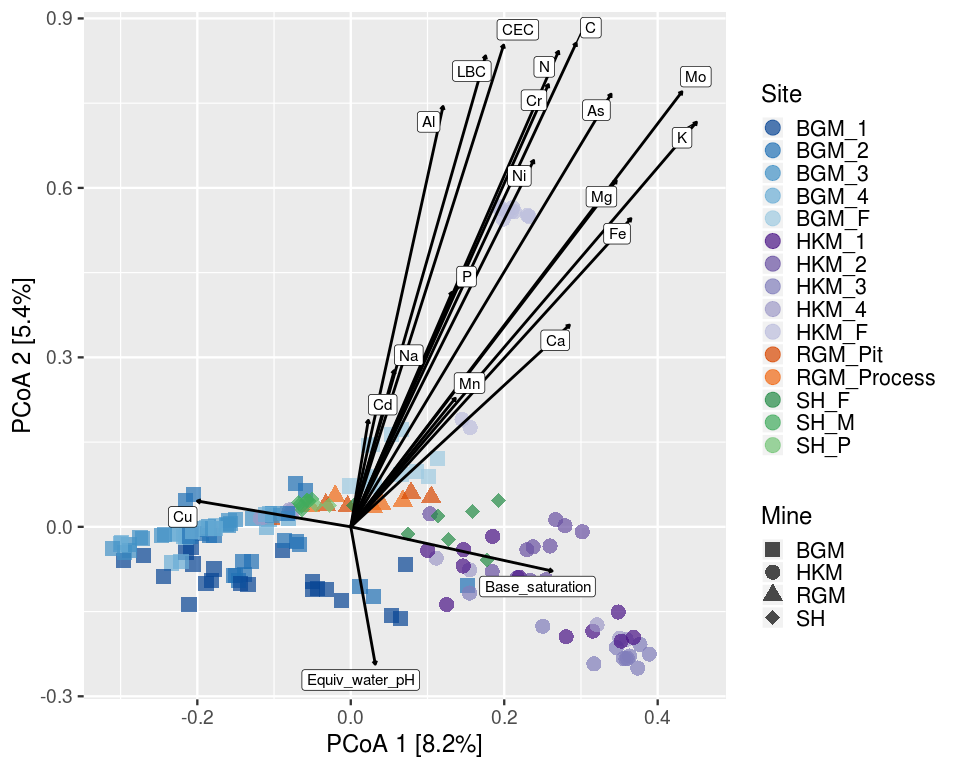 0.9
0.6
0.3
0.0
-0.3
PCoA 2 [5.4%]
CEC
C
LBC
N
Mo
Cr
As
Al
K
Ni
Mg
Fe
P
Ca
Na
Mn
Cd
Cu
Base_saturation
Equiv_water_pH
-0.2
0.0
0.2
0.4
PCoA 1 [8.2%]
Site
BGM_1
BGM_2
BGM_3
BGM_4
BGM_F
HKM_1
HKM_2
HKM_3
HKM_4
HKM_F
RGM_Pit
RGM_Process
SH_F
SH_M
SH_P
Mine
BGM
HKM
RGM
SH